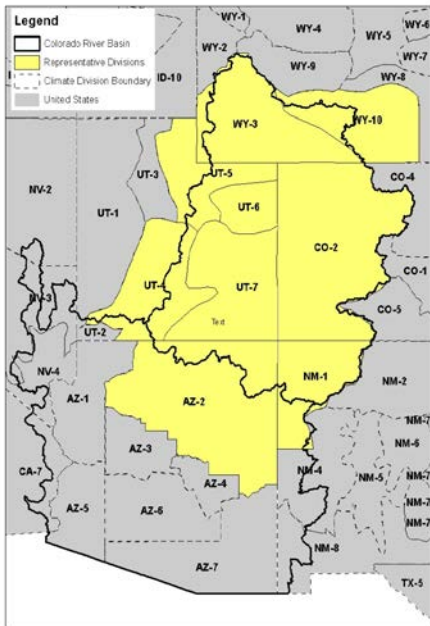 Legend
Colorado River Basin
Representative Divisions
Climate Division Boundary
United States
ID-10
WY-1
WY-2
WY-4
WY-5
WY-6
WY-7
WY-9
WY-8
WY-3
WY-10
NV-2
UT-3
UT-5
UT-1
UT-6
CO-4
CO-2
CO-1
UT-7
NV-3
CO-5
UT-2
Text
NV-4
NM-1
NM-2
AZ-1
AZ-2
NM-7
NM-6
AZ-3
CA-7
AZ-4
NM-4
NM-5
NM-7
AZ-5
AZ-6
NM-7
NM-7
NM-8
AZ-7
TX-5